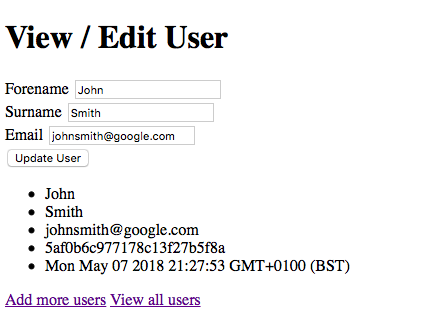 View / Edit User
Forename John
Surname Smith
Email johnsmith@google.com
Update User
John
Smith
johnsmith@google.com
5af0b6c977178c13f27b5f8a
Mon May 07 2018 21:27:53 GMT+0100 (BST)
Add more users View all users